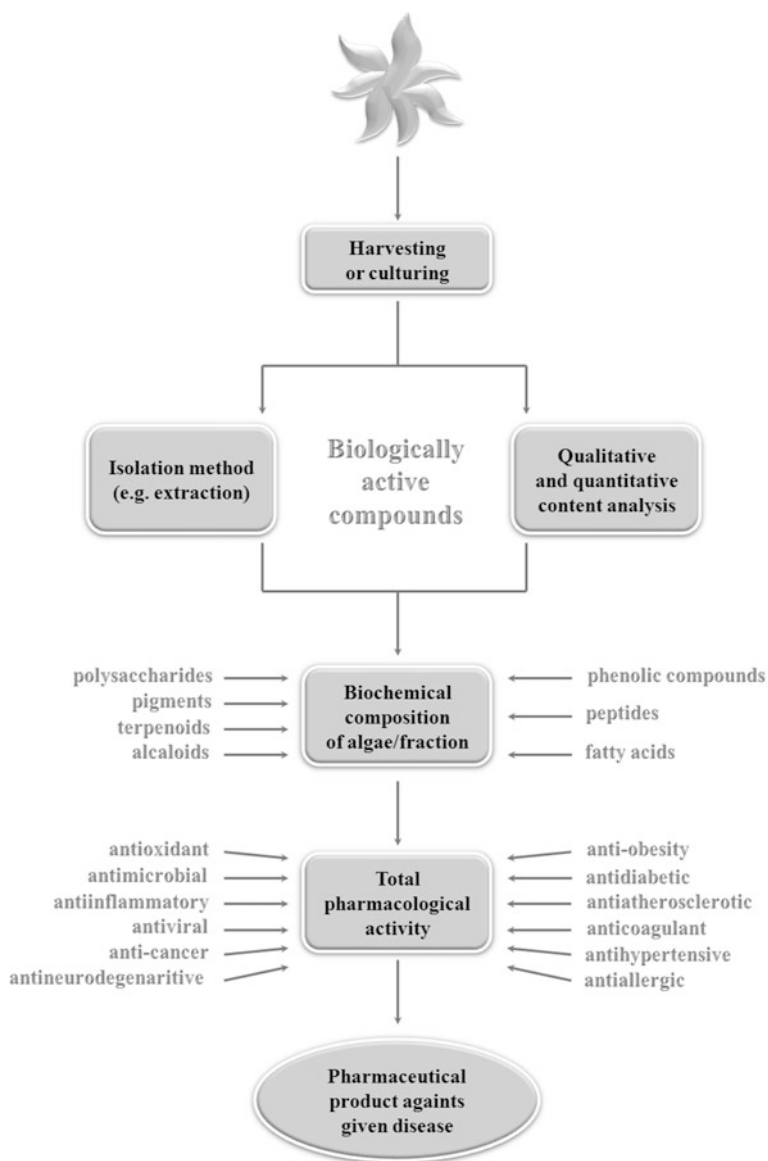 Harvesting
or culturing
Isolation method
(e.g. extraction)
Biologically
active
compounds
Qualitative
and quantitative
content analysis
polysaccharides
pigments
terpenoids
alcaloids
Biochemical
composition
of algae/fraction
phenolic compounds
peptides
fatty acids
antioxidant
antimicrobial
antiinflammatory
antiviral
anti-cancer
antineurodegenaritive
Total
pharmacological
activity
anti-obesity
antidiabetic
antiatherosclerotic
anticoagulant
antihypertensive
antiallergic
Pharmaceutical
product againts
given disease